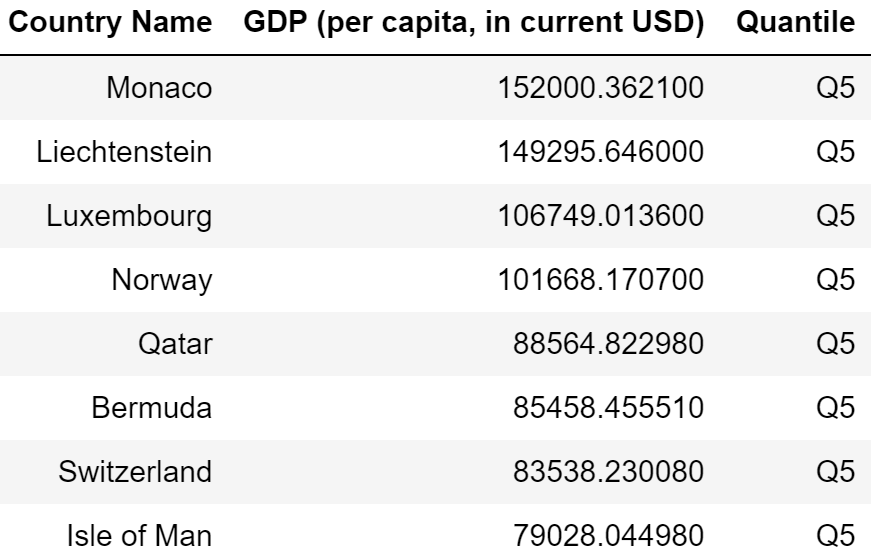 Country Name GDP (per capita, in current USD) Quantile
Monaco 152000.362100 Q5
Liechtenstein 149295.646000 Q5
Luxembourg 106749.013600 Q5
Norway 101668.170700 Q5
Qatar 88564.822980 Q5
Bermuda 85458.455510 Q5
Switzerland 83538.230080 Q5
Isle of Man 79028.044980 Q5